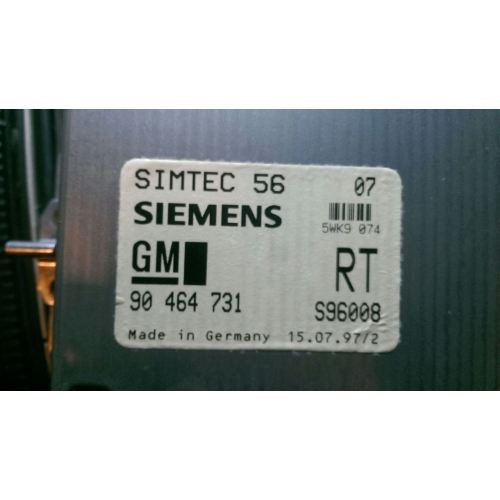 SIMTEC 56 07
SIEMENS
5WK9 074
GM RT
90 464 731 S96008
Made in Germany 15.07.97/2